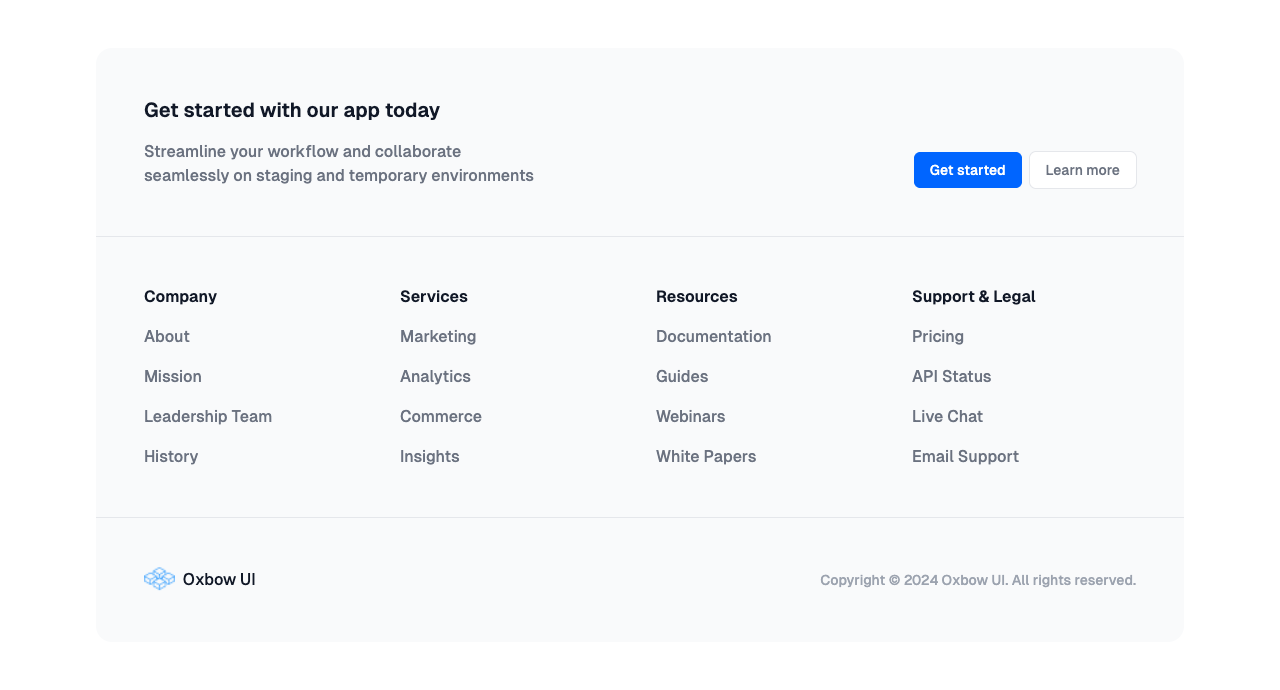 Get started with our app today
Streamline your workflow and collaborate
seamlessly on staging and temporary environments
Get started
Learn more
Company
About
Mission
Leadership Team
History
Services
Marketing
Analytics
Commerce
Insights
Resources
Documentation
Guides
Webinars
White Papers
Support & Legal
Pricing
API Status
Live Chat
Email Support
Oxbow UI
Copyright © 2024 Oxbow UI. All rights reserved.